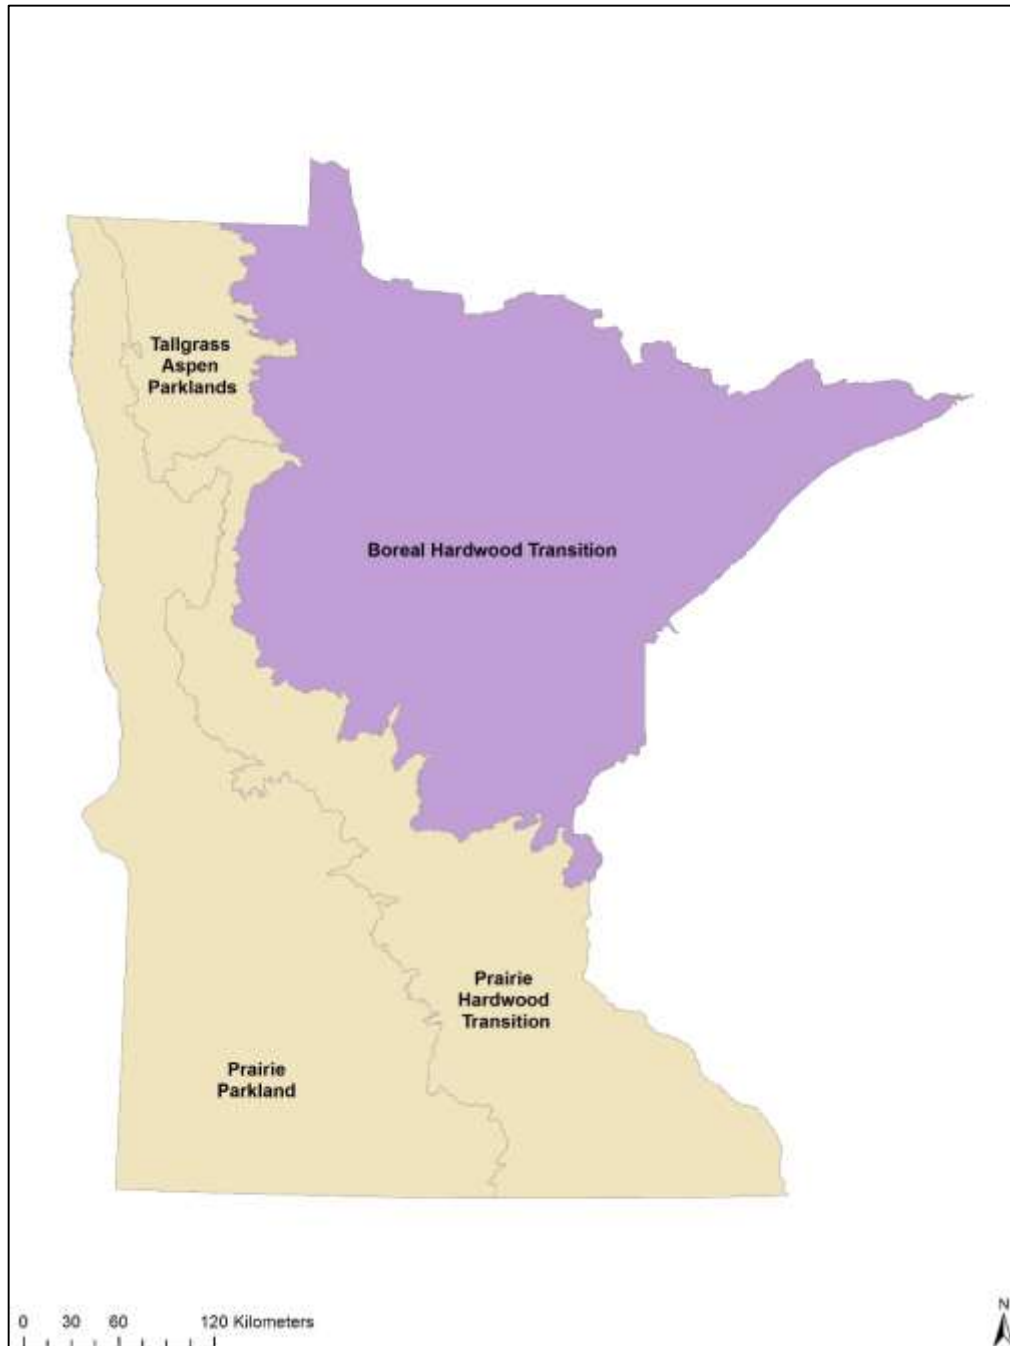 Tallgrass
Aspen
Parklands
Boreal Hardwood Transition
Prairie
Hardwood
Transition
Prairie
Parkland
0 30 60 120 Kilometers
N